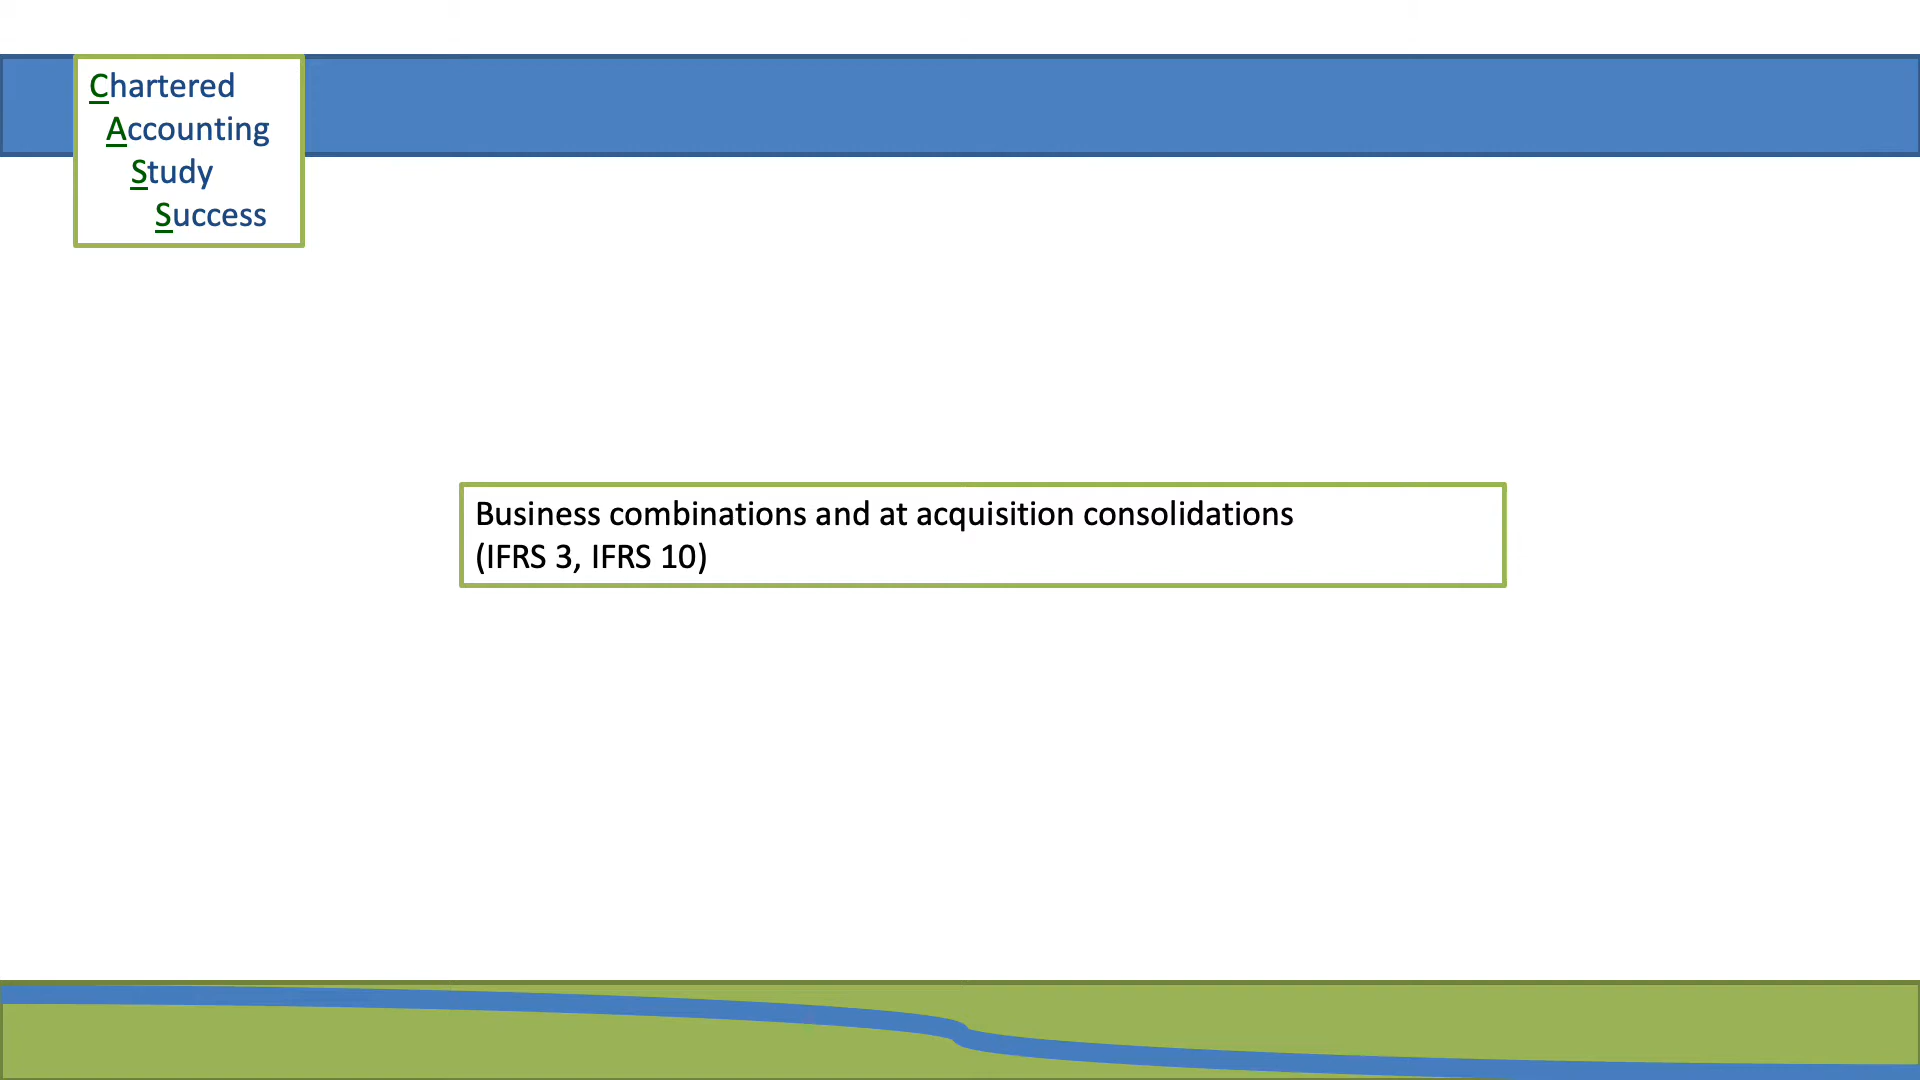 Chartered
Accounting
Study
Success
Business combinations and at acquisition consolidations
(IFRS 3, IFRS 10)